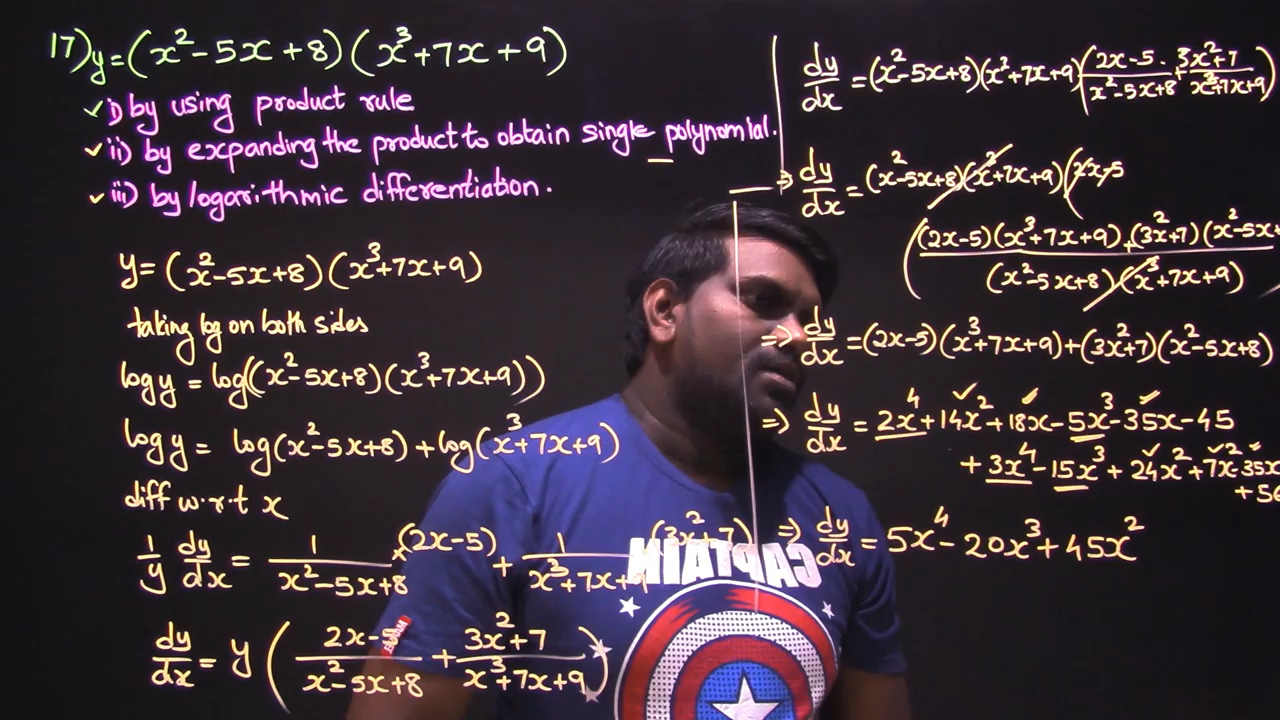 17) y=(x²-5x+8)(x³+7x+9)
✓i) by using product rule
✓ii) by expanding the product to obtain single polynomial.
✓iii) by logarithmic differentiation.
y=(x²-5x+8)(x³+7x+9)
taking log on both sides
log y = log((x²-5x+8)(x³+7x+9))
log y = log(x²-5x+8)+log(x³+7x+9)
diff w.r.t x
1/y dy/dx = 1/(x²-5x+8) ×(2x-5) + 1/(x³+7x+9) (3x²+7)
dy/dx = y((2x-5)/(x²-5x+8) + (3x²+7)/(x³+7x+9))
dy/dx = (x²-5x+8)(x²+7x+9)((2x-5)/(x²-5x+8) + (3x²+7)/(x³+7x+9))
=> dy/dx = (x²-5x+8)(x²+7x+9)
((2x-5)(x³+7x+9)+(3x²+7)(x²-5x+
(x²-5x+8)(x³+7x+9)
=> dy/dx = (2x-5)(x³+7x+9)+(3x²+7)(x²-5x+8)
=> dy/dx = 2x⁴+14x²+18x-5x³-35x-45
+3x⁴-15x³+24x²+7x²-35x
+56
=> dy/dx = 5x⁴-20x³+45x²
CAPTAIN